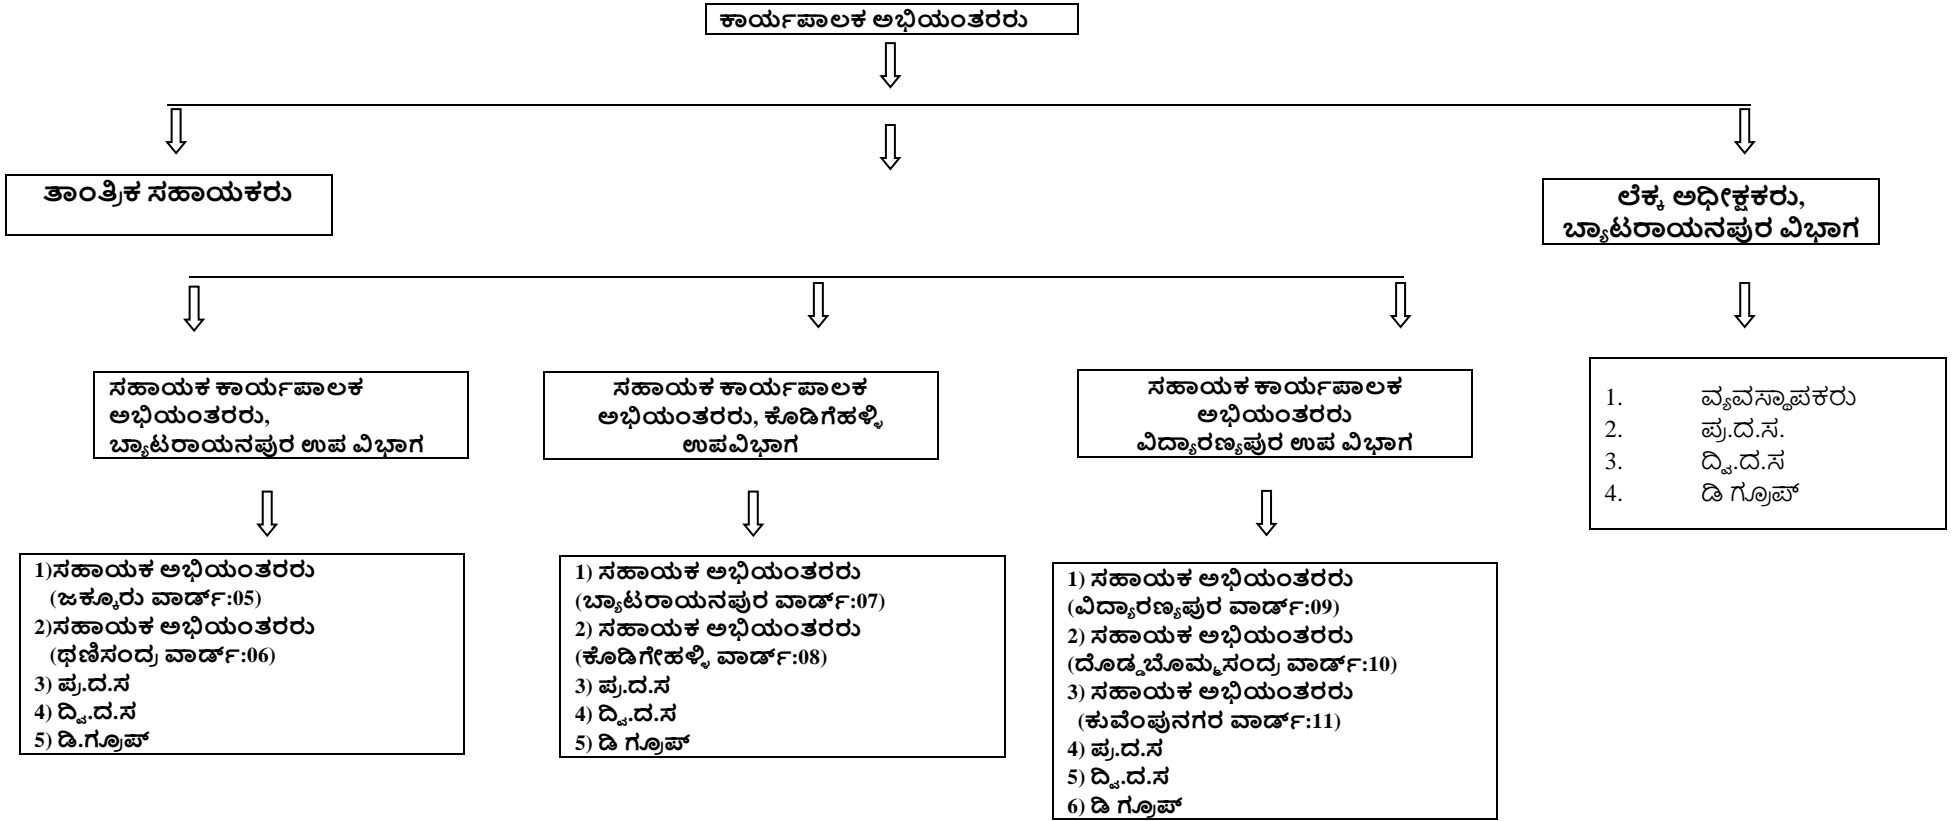 ಕಾರ್ಯಪಾಲಕ ಅಭಿಯಂತರರು
ತಾಂತ್ರಿಕ ಸಹಾಯಕರು
ಲೆಕ್ಕ ಅಧೀಕ್ಷಕರು,
ಬ್ಯಾಟರಾಯನಪುರ ವಿಭಾಗ
ಸಹಾಯಕ ಕಾರ್ಯಪಾಲಕ
ಅಭಿಯಂತರರು,
ಬ್ಯಾಟರಾಯನಪುರ ಉಪ ವಿಭಾಗ
ಸಹಾಯಕ ಕಾರ್ಯಪಾಲಕ
ಅಭಿಯಂತರರು, ಕೊಡಿಗೆಹಳ್ಳಿ
ಉಪವಿಭಾಗ
ಸಹಾಯಕ ಕಾರ್ಯಪಾಲಕ
ಅಭಿಯಂತರರು
ವಿದ್ಯಾರಣ್ಯಪುರ ಉಪ ವಿಭಾಗ
1. ವ್ಯವಸ್ಥಾಪಕರು
2. ಪ್ರ.ದ.ಸ.
3. ದ್ವಿ.ದ.ಸ
4. ಡಿ ಗ್ರೂಪ್
1)ಸಹಾಯಕ ಅಭಿಯಂತರರು
(ಜಕ್ಕೂರು ವಾರ್ಡ್:05)
2)ಸಹಾಯಕ ಅಭಿಯಂತರರು
(ಥಣಿಸಂದ್ರ ವಾರ್ಡ್:06)
3) ಪ್ರ.ದ.ಸ
4) ದ್ವಿ.ದ.ಸ
5) ಡಿ.ಗ್ರೂಪ್
1) ಸಹಾಯಕ ಅಭಿಯಂತರರು
(ಬ್ಯಾಟರಾಯನಪುರ ವಾರ್ಡ್:07)
2) ಸಹಾಯಕ ಅಭಿಯಂತರರು
(ಕೊಡಿಗೇಹಳ್ಳಿ ವಾರ್ಡ್:08)
3) ಪ್ರ.ದ.ಸ
4) ದ್ವಿ.ದ.ಸ
5) ಡಿ ಗ್ರೂಪ್
1) ಸಹಾಯಕ ಅಭಿಯಂತರರು
(ವಿದ್ಯಾರಣ್ಯಪುರ ವಾರ್ಡ್:09)
2) ಸಹಾಯಕ ಅಭಿಯಂತರರು
(ದೊಡ್ಡಬೊಮ್ಮಸಂದ್ರ ವಾರ್ಡ್:10)
3) ಸಹಾಯಕ ಅಭಿಯಂತರರು
(ಕುವೆಂಪುನಗರ ವಾರ್ಡ್:11)
4) ಪ್ರ.ದ.ಸ
5) ದ್ವಿ.ದ.ಸ
6) ಡಿ ಗ್ರೂಪ್